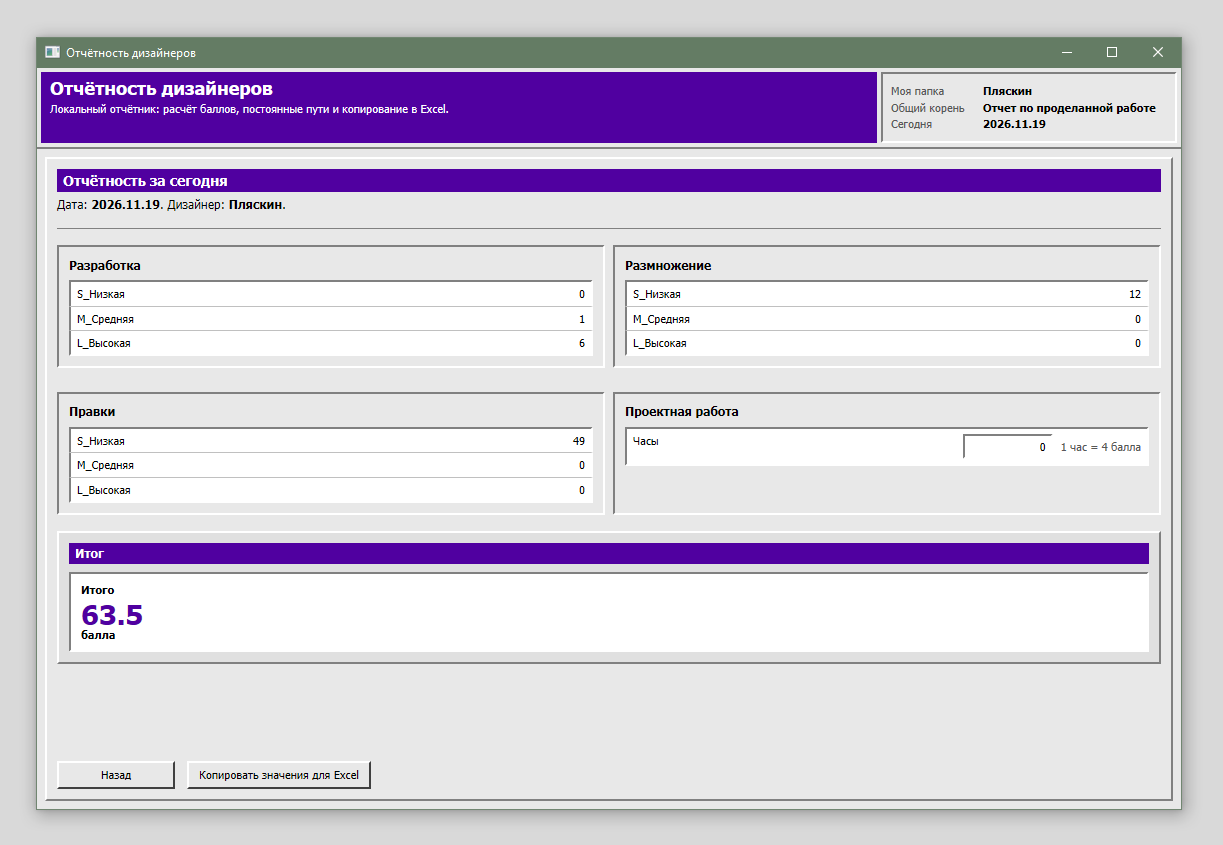 Отчётность дизайнеров
Отчётность дизайнеров
Локальный отчётник: расчёт баллов, постоянные пути и копирование в Excel.
Моя папка Пляскин
Общий корень Отчет по проделанной работе
Сегодня 2026.11.19
Отчётность за сегодня
Дата: 2026.11.19. Дизайнер: Пляскин.
Разработка
S_Низкая 0
M_Средняя 1
L_Высокая 6
Размножение
S_Низкая 12
M_Средняя 0
L_Высокая 0
Правки
S_Низкая 49
M_Средняя 0
L_Высокая 0
Проектная работа
Часы 0 1 час = 4 балла
Итог
Итого
63.5
балла
Назад Копировать значения для Excel